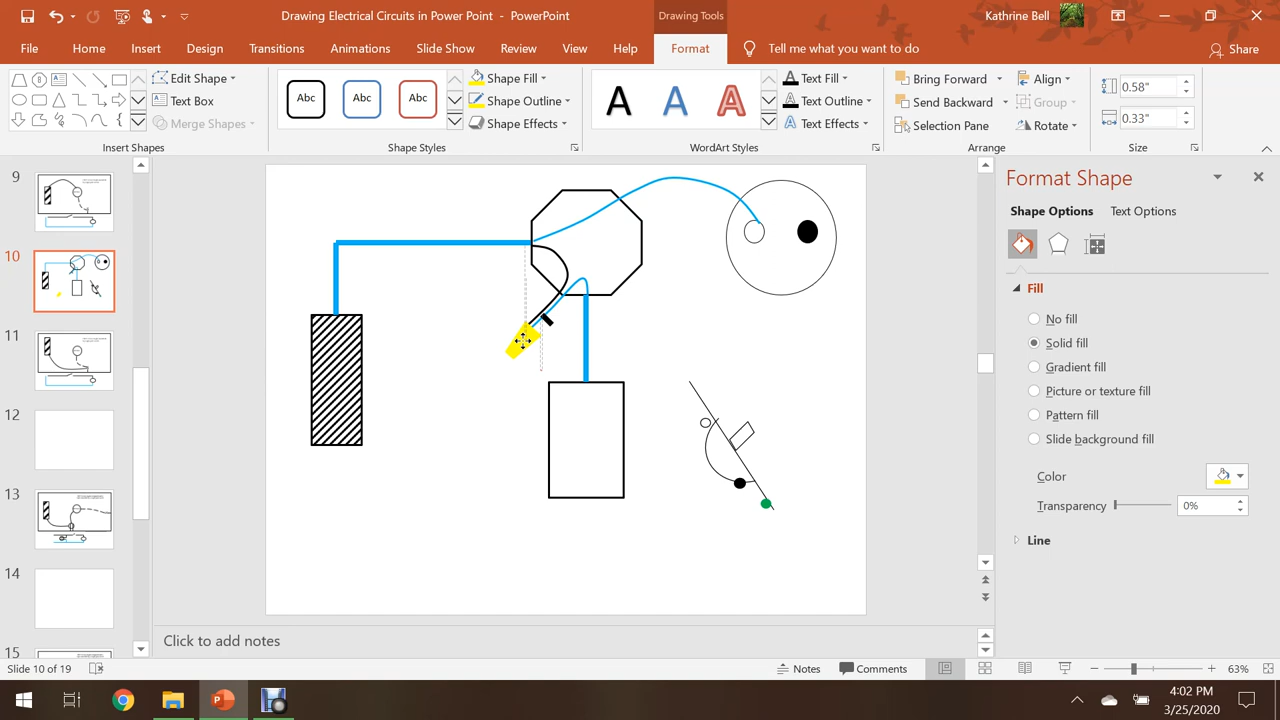 Drawing Electrical Circuits in Power Point - PowerPoint
Drawing Tools
Kathrine Bell
File Home Insert Design Transitions Animations Slide Show Review View Help Format Tell me what you want to do Share
Edit Shape
Text Box
Merge Shapes
Insert Shapes
Abc Abc Abc
Shape Fill
Shape Outline
Shape Effects
Shape Styles
A A A
Text Fill
Text Outline
Text Effects
WordArt Styles
Bring Forward
Send Backward
Selection Pane
Align
Group
Rotate
Arrange
0.58"
0.33"
Size
9
10
11
12
13
14
15
Format Shape
Shape Options Text Options
Fill
No fill
Solid fill
Gradient fill
Picture or texture fill
Pattern fill
Slide background fill
Color
Transparency 0%
Line
Click to add notes
Slide 10 of 19
Notes
Comments
63%
4:02 PM
3/25/2020